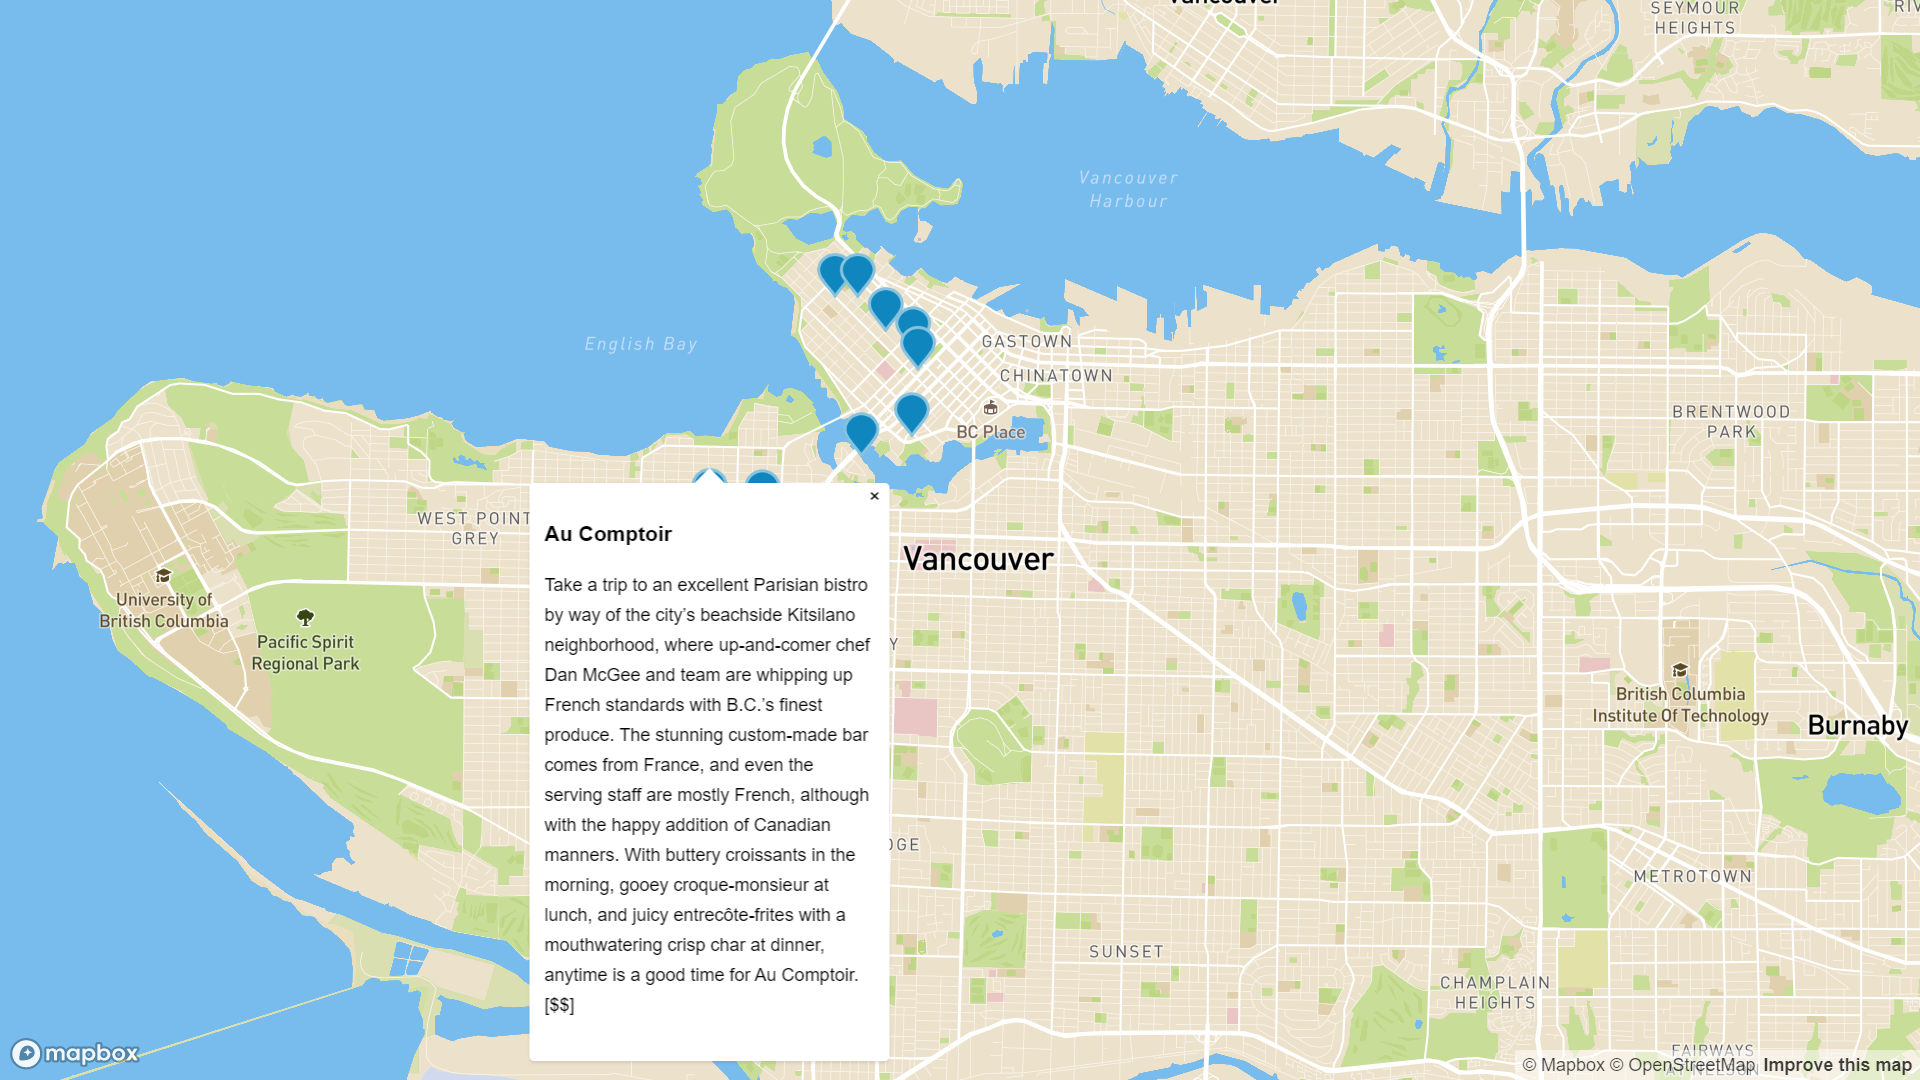 Vancouver
SEYMOUR
HEIGHTS
Vancouver
Harbour
English Bay
GASTOWN
CHINATOWN
BC Place
BRENTWOOD
PARK
WEST POINT
GREY
University of
British Columbia
Pacific Spirit
Regional Park
×
Au Comptoir
Take a trip to an excellent Parisian bistro
by way of the city’s beachside Kitsilano
neighborhood, where up-and-comer chef
Dan McGee and team are whipping up
French standards with B.C.’s finest
produce. The stunning custom-made bar
comes from France, and even the
serving staff are mostly French, although
with the happy addition of Canadian
manners. With buttery croissants in the
morning, gooey croque-monsieur at
lunch, and juicy entrecôte-frites with a
mouthwatering crisp char at dinner,
anytime is a good time for Au Comptoir.
[$$]
Vancouver
British Columbia
Institute Of Technology
Burnaby
METROTOWN
SUNSET
CHAMPLAIN
HEIGHTS
FAIRWAYS
mapbox
© Mapbox © OpenStreetMap Improve this map